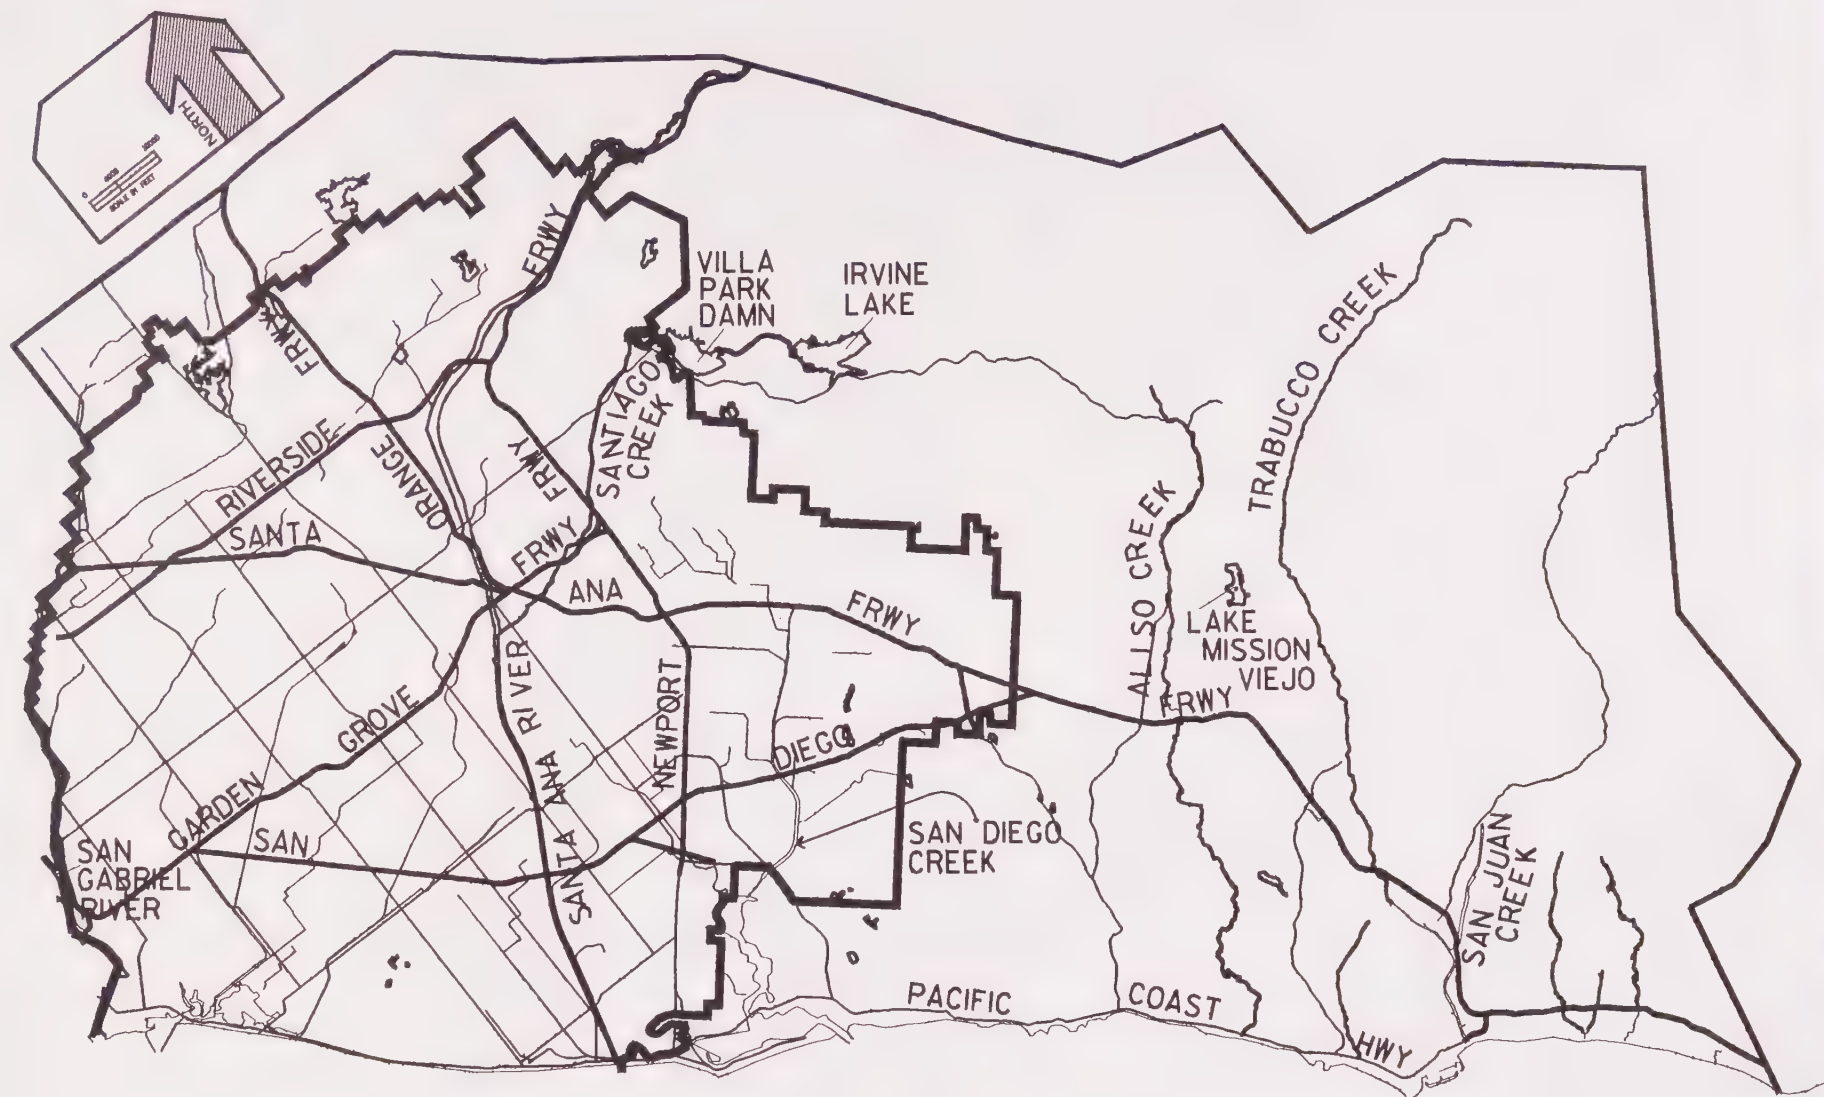 NORTH
0
SCALE IN FEET
FRWY
VILLA
PARK
DAMN
IRVINE
LAKE
FRWY
TRABUCCO CREEK
SANTIAGO
CREEK
RIVERSIDE
ORANGE
FRWY
SANTA
FRWY
ANA
FRWY
ALISO CREEK
LAKE
MISSION
VIEJO
FRWY
SANTA ANA RIVER
NEWPORT
GARDEN GROVE
DIEGO
SAN
SAN
GABRIEL
RIVER
SAN DIEGO
CREEK
SAN JUAN
CREEK
PACIFIC COAST HWY